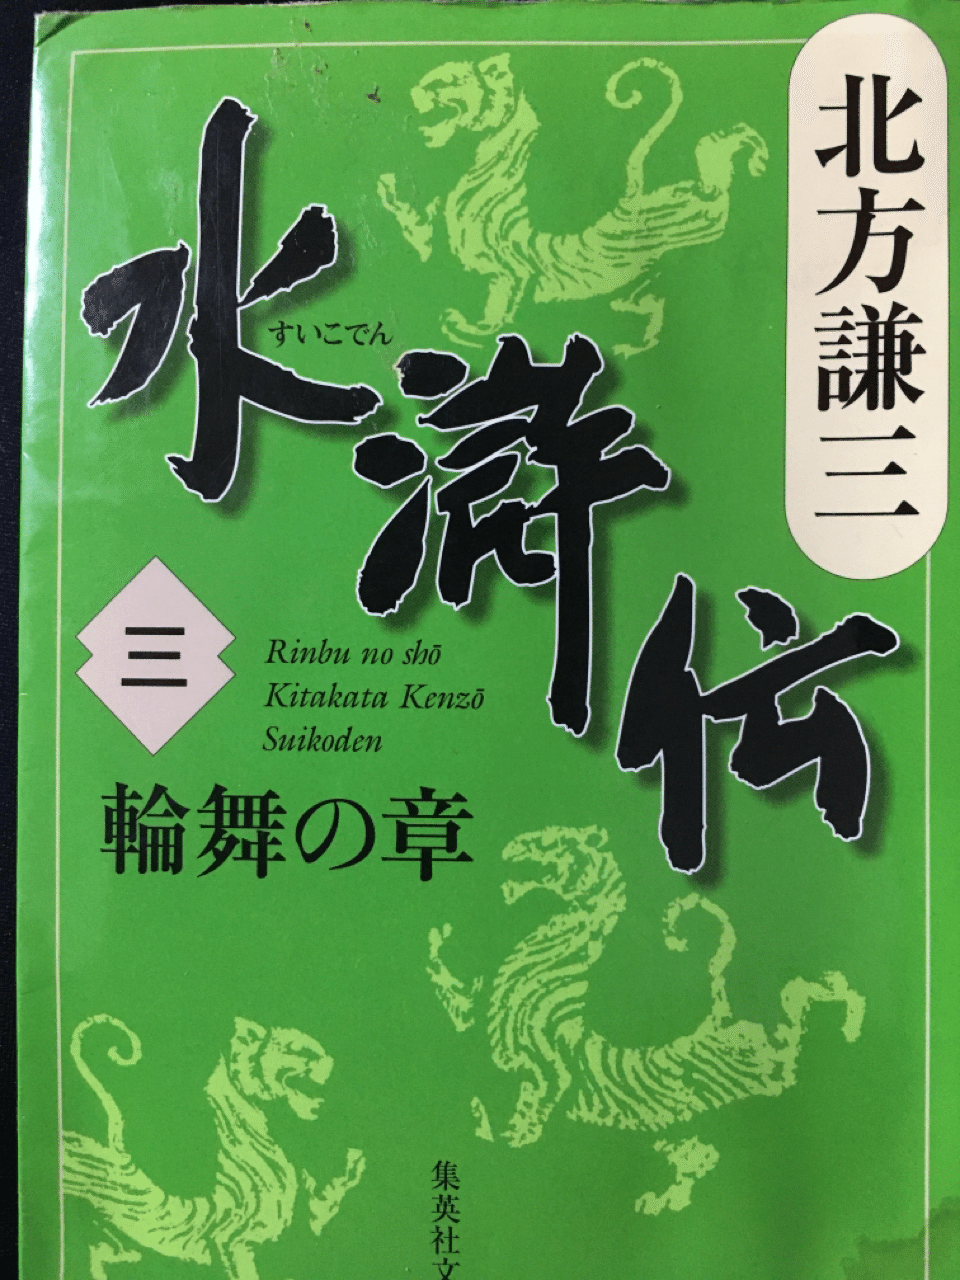 北方謙三
水滸伝
すいこでん
三
Rinbu no shō
Kitakata Kenzō
Suikoden
輪舞の章
集英社文